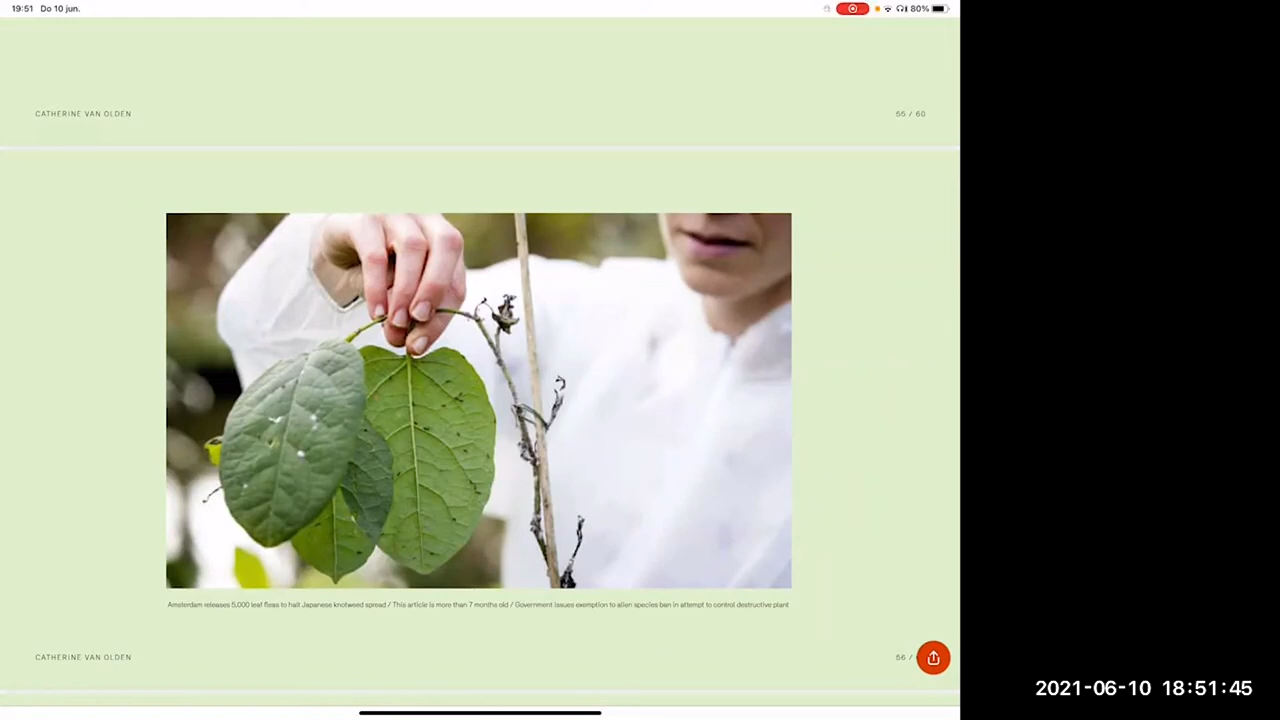 19:51 Do 10 jun.
80%
CATHERINE VAN OLDEN
55 / 60
Amsterdam releases 5,000 leaf fleas to halt Japanese knotweed spread / This article is more than 7 months old / Government issues exemption to alien species ban in attempt to control destructive plant
CATHERINE VAN OLDEN
56 /
2021-06-10 18:51:45